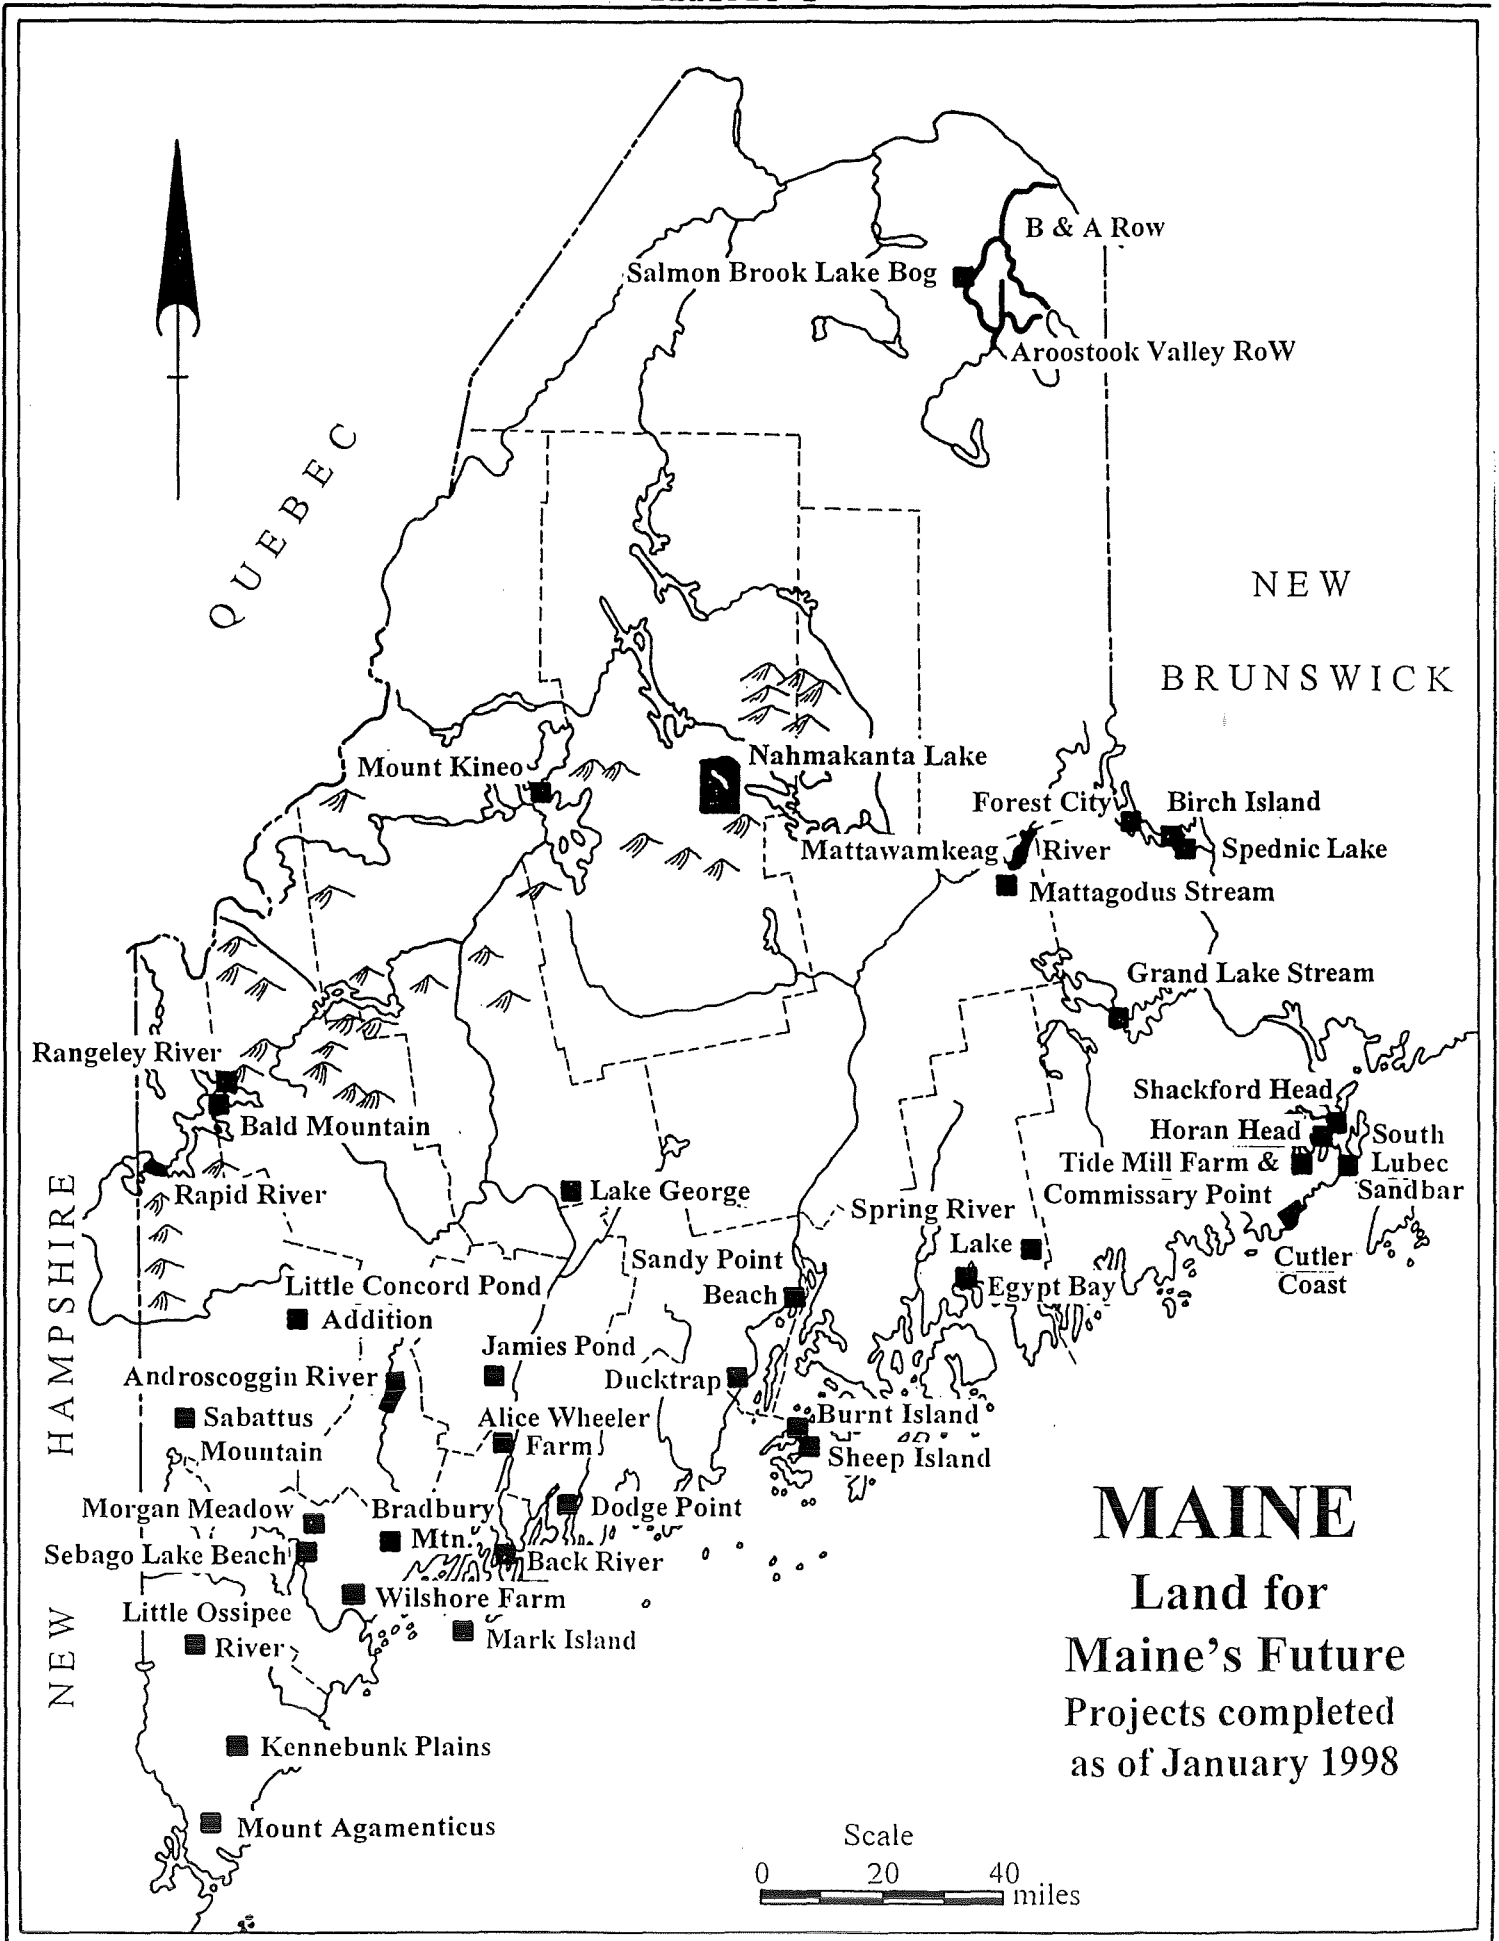 B & A Row
Salmon Brook Lake Bog
Aroostook Valley RoW
QUEBEC
NEW
BRUNSWICK
Mount Kineo
Nahmakanta Lake
Forest City
Birch Island
Mattawamkeag River
Spednic Lake
Mattagodus Stream
Grand Lake Stream
Rangeley River
Bald Mountain
Rapid River
Shackford Head
Horan Head
South
Lubec
Sandbar
Tide Mill Farm &
Commissary Point
Cutler
Coast
Lake George
Spring River
Lake
Egypt Bay
Sandy Point
Beach
Little Concord Pond
Addition
Jamies Pond
Androscoggin River
Ducktrap
Sabattus
Mountain
Alice Wheeler
Farm
Burnt Island
Sheep Island
Morgan Meadow
Bradbury
Mtn.
Dodge Point
Sebago Lake Beach
Back River
Wilshore Farm
Little Ossipee
River
Mark Island
NEW HAMPSHIRE
Kennebunk Plains
Mount Agamenticus
MAINE
Land for
Maine's Future
Projects completed
as of January 1998
Scale
0 20 40
miles